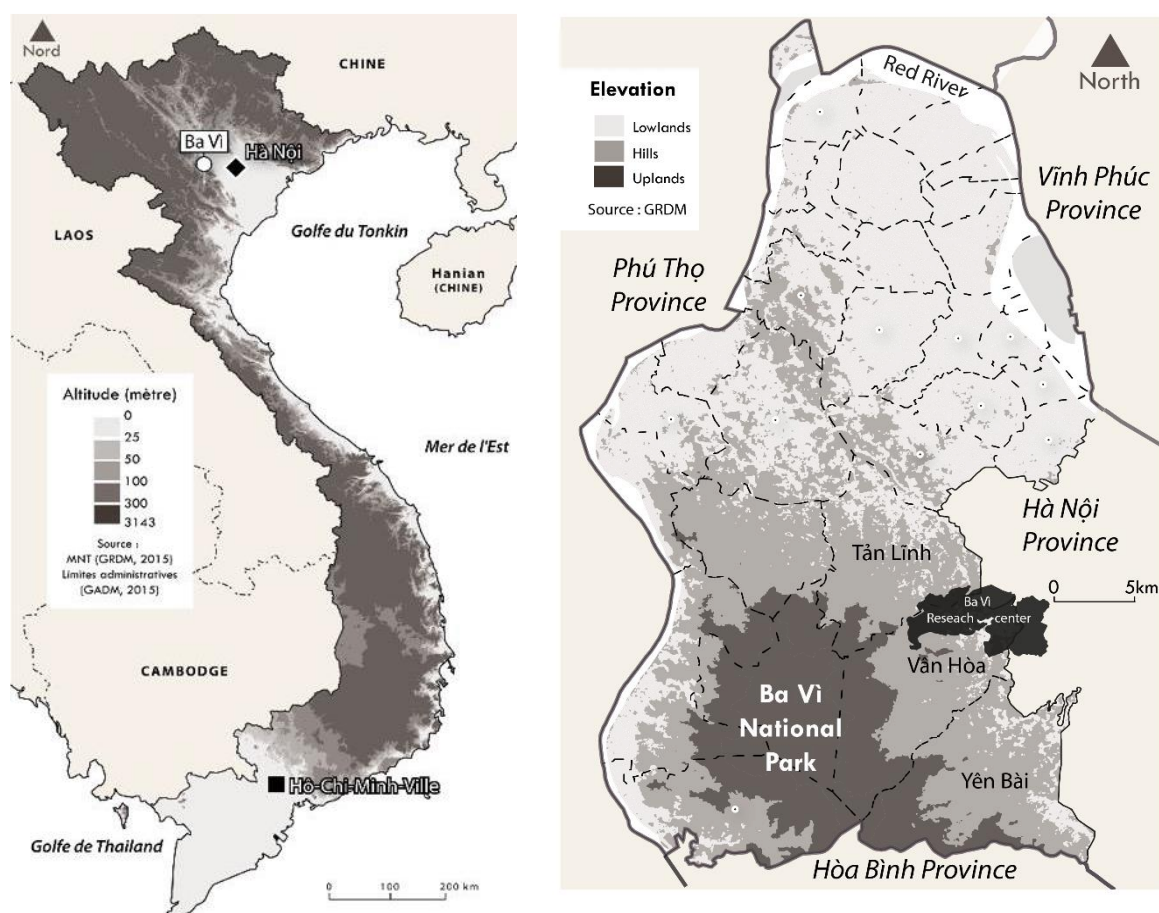 Nord
CHINE
Ba Vì
Hà Nội
LAOS
Golfe du Tonkin
Hanian
(CHINE)
Altitude (mètre)
0
25
50
100
300
3143
Source :
MNT (GRDM, 2015)
Limites administratives
(GADM, 2015)
Mer de l'Est
CAMBODGE
Hô-Chi-Minh-Ville
Golfe de Thailand
0 100 200 km
North
Red River
Elevation
Lowlands
Hills
Uplands
Source : GRDM
Vĩnh Phúc
Province
Phú Thọ
Province
Hà Nội
Province
Tản Lĩnh
0 5km
Ba Vì
Reseach center
Vân Hòa
Ba Vì
National
Park
Yên Bài
Hòa Bình Province